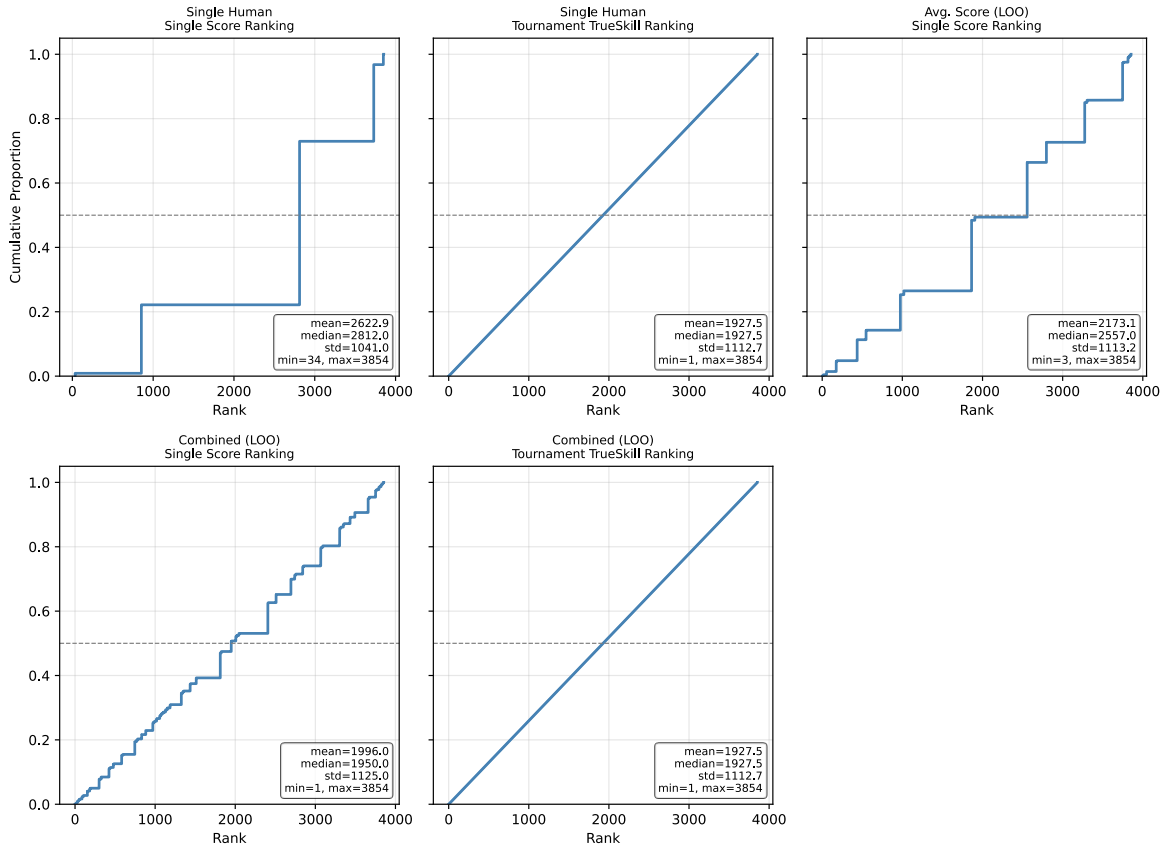 Single Human
Single Score Ranking
1.0
0.8
0.6
0.4
0.2
0.0
Cumulative Proportion
0
1000
2000
3000
4000
Rank
mean=2622.9
median=2812.0
std=1041.0
min=34, max=3854
Single Human
Tournament TrueSkill Ranking
0
1000
2000
3000
4000
Rank
mean=1927.5
median=1927.5
std=1112.7
min=1, max=3854
Avg. Score (LOO)
Single Score Ranking
0
1000
2000
3000
4000
Rank
mean=2173.1
median=2557.0
std=1113.2
min=3, max=3854
Combined (LOO)
Single Score Ranking
1.0
0.8
0.6
0.4
0.2
0.0
0
1000
2000
3000
4000
Rank
mean=1996.0
median=1950.0
std=1125.0
min=1, max=3854
Combined (LOO)
Tournament TrueSkill Ranking
0
1000
2000
3000
4000
Rank
mean=1927.5
median=1927.5
std=1112.7
min=1, max=3854